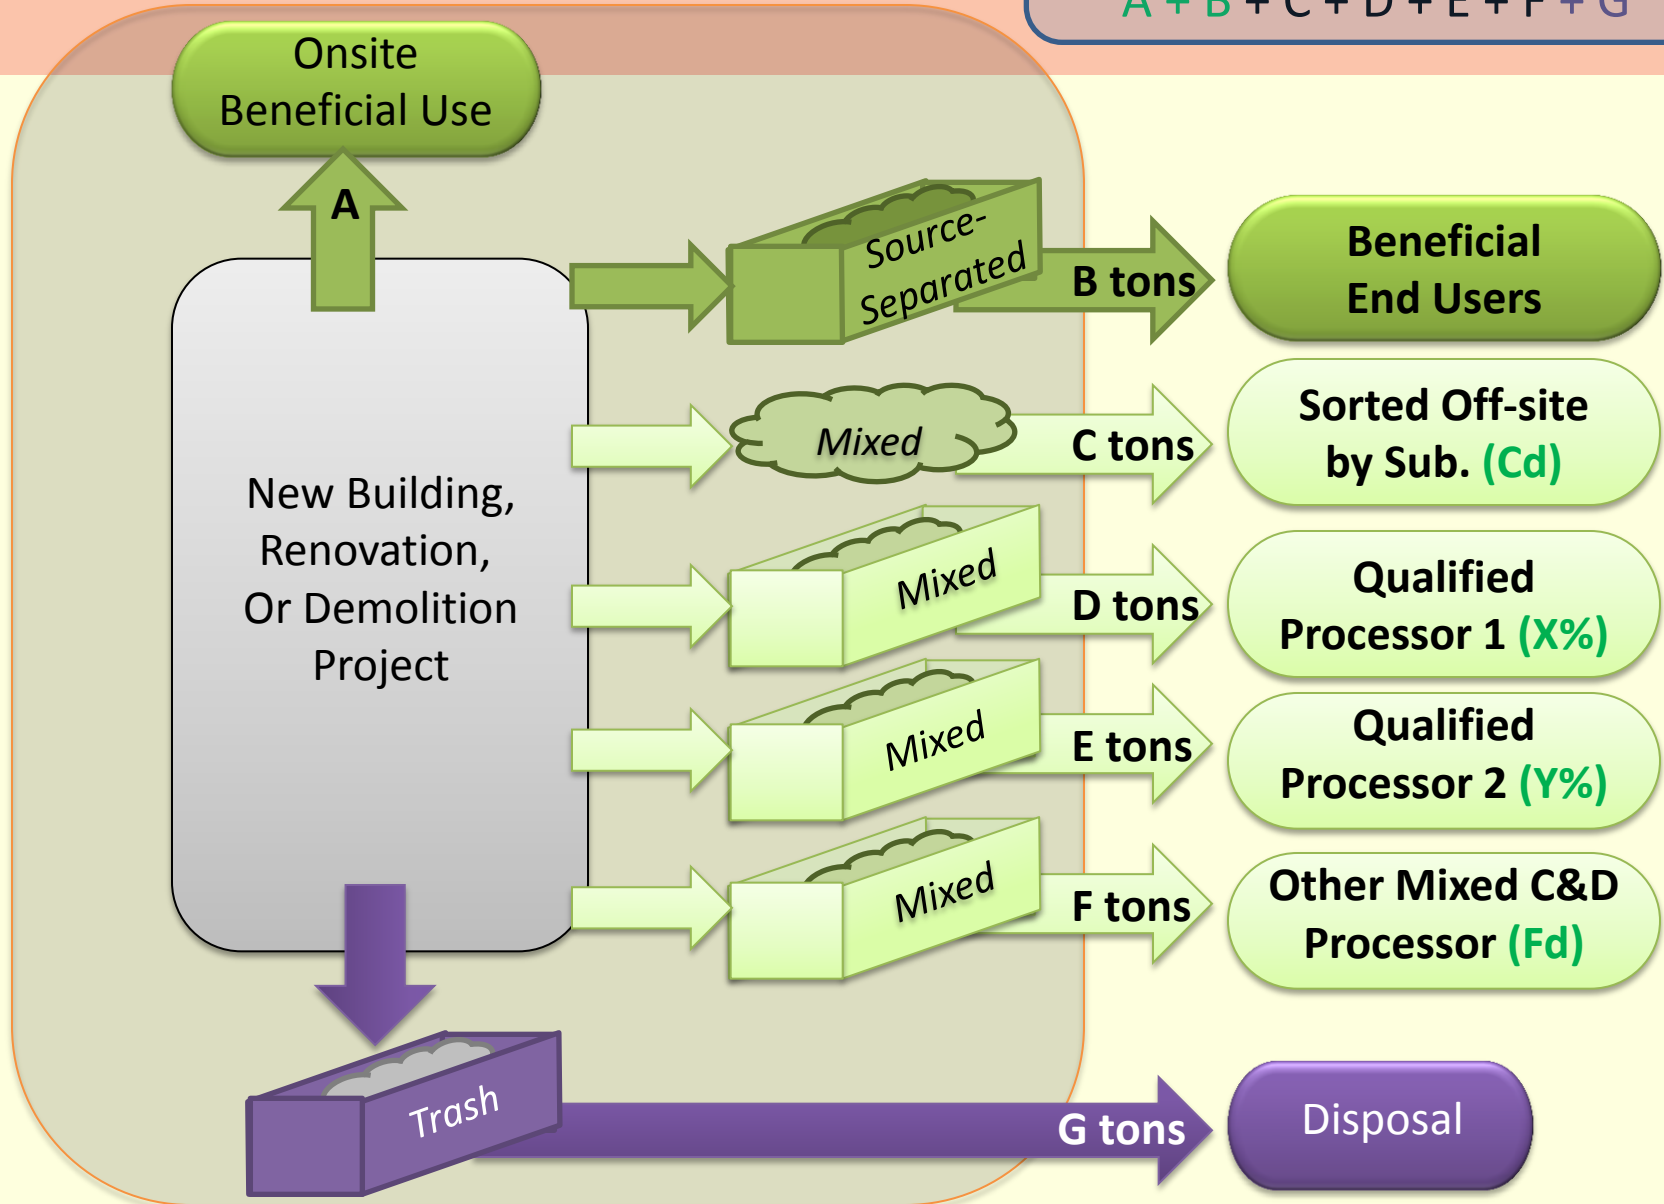 A + B + C + D + E + F + G
Onsite
Beneficial Use
A
Source-
Separated
B tons
Beneficial
End Users
Mixed
C tons
Sorted Off-site
by Sub. (Cd)
New Building,
Renovation,
Or Demolition
Project
Mixed
D tons
Qualified
Processor 1 (X%)
Mixed
E tons
Qualified
Processor 2 (Y%)
Mixed
F tons
Other Mixed C&D
Processor (Fd)
Trash
G tons
Disposal